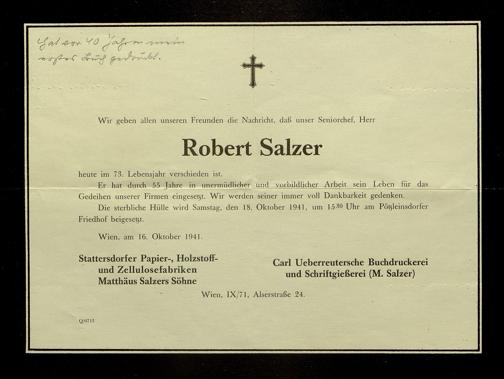 Hat vor 40 Jahren mein
erstes Buch gedruckt.
Wir geben allen unseren Freunden die Nachricht, daß unser Seniorchef, Herr
Robert Salzer
heute im 73. Lebensjahr verschieden ist.
Er hat durch 55 Jahre in unermüdlicher und vorbildlicher Arbeit sein Leben für das
Gedeihen unserer Firmen eingesetzt. Wir werden seiner immer voll Dankbarkeit gedenken.
Die sterbliche Hülle wird Samstag, den 18. Oktober 1941, um 15.30 Uhr am Pötzleinsdorfer
Friedhof beigesetzt.
Wien, am 16. Oktober 1941.
Stattersdorfer Papier-, Holzstoff-
und Zellulosefabriken
Matthäus Salzers Söhne
Carl Ueberreutersche Buchdruckerei
und Schriftgießerei (M. Salzer)
Wien, IX/71, Alserstraße 24.